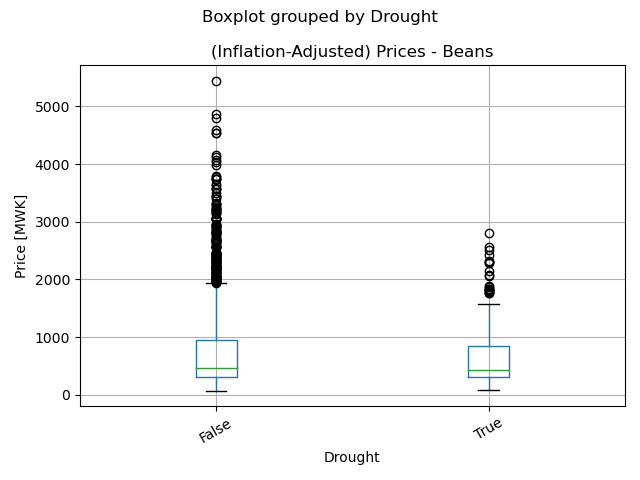 Boxplot grouped by Drought
(Inflation-Adjusted) Prices - Beans
5000
4000
3000
2000
1000
0
Price [MWK]
False
True
Drought